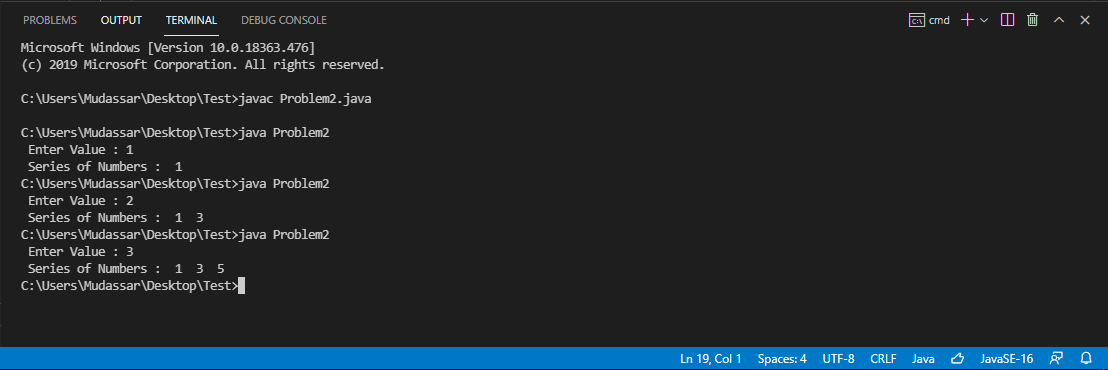 PROBLEMS OUTPUT TERMINAL DEBUG CONSOLE cmd
Microsoft Windows [Version 10.0.18363.476]
(c) 2019 Microsoft Corporation. All rights reserved.
C:\Users\Mudassar\Desktop\Test>javac Problem2.java
C:\Users\Mudassar\Desktop\Test>java Problem2
Enter Value : 1
Series of Numbers :  1
C:\Users\Mudassar\Desktop\Test>java Problem2
Enter Value : 2
Series of Numbers :  1  3
C:\Users\Mudassar\Desktop\Test>java Problem2
Enter Value : 3
Series of Numbers :  1  3  5
C:\Users\Mudassar\Desktop\Test>
Ln 19, Col 1 Spaces: 4 UTF-8 CRLF Java JavaSE-16